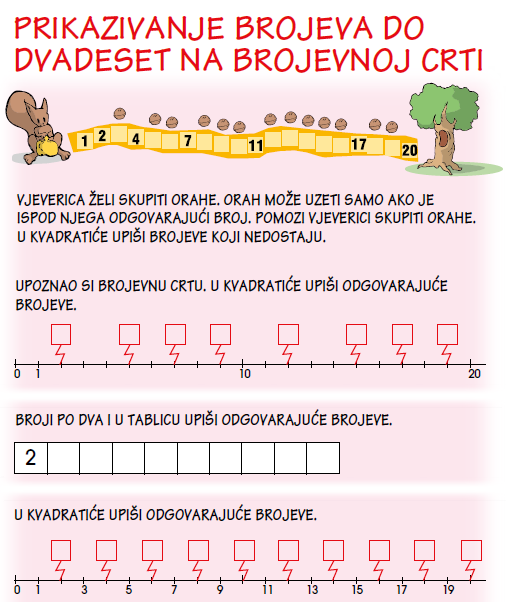 PRIKAZIVANJE BROJEVA DO
DVADESET NA BROJEVNOJ CRTI
1 2 4 7 11 17 20
VJEVERICA ŽELI SKUPITI ORAHE. ORAH MOŽE UZETI SAMO AKO JE
ISPOD NJEGA ODGOVARAJUĆI BROJ. POMOZI VJEVERICI SKUPITI ORAHE.
U KVADRATIĆE UPIŠI BROJEVE KOJI NEDOSTAJU.
UPOZNAO SI BROJEVNU CRTU. U KVADRATIĆE UPIŠI ODGOVARAJUĆE
BROJEVE.
0 1 10 20
BROJI PO DVA I U TABLICU UPIŠI ODGOVARAJUĆE BROJEVE.
2
U KVADRATIĆE UPIŠI ODGOVARAJUĆE BROJEVE.
0 1 3 5 7 9 11 13 15 17 19